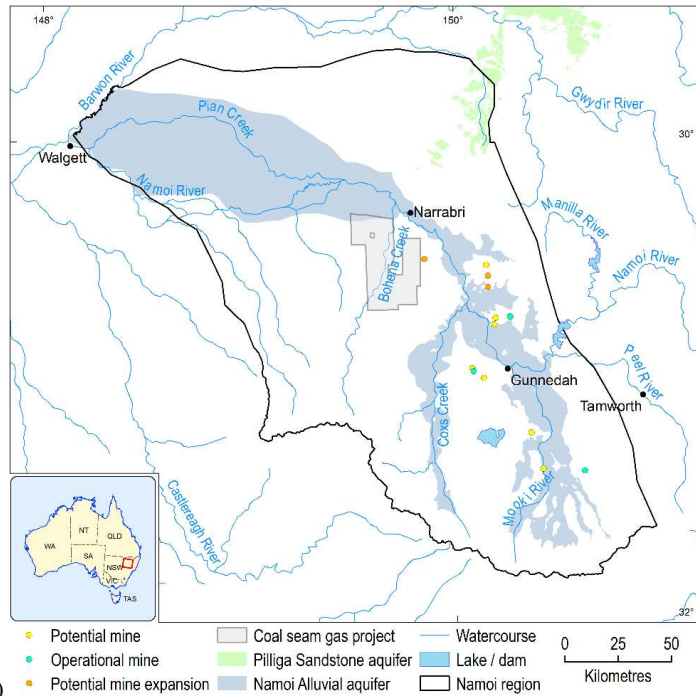 148°
150°
Barwon River
Gwydir River
Pian Creek
30°
Walgett
Namoi River
Narrabri
Manilla River
Namoi River
Bohena Creek
Peel River
Gunnedah
Tamworth
Coxs Creek
Mooki River
Castlereagh River
WA
NT
QLD
SA
NSW
VIC
TAS
32°
Potential mine
Coal seam gas project
Watercourse
0 25 50
Operational mine
Pilliga Sandstone aquifer
Lake / dam
Kilometres
Potential mine expansion
Namoi Alluvial aquifer
Namoi region